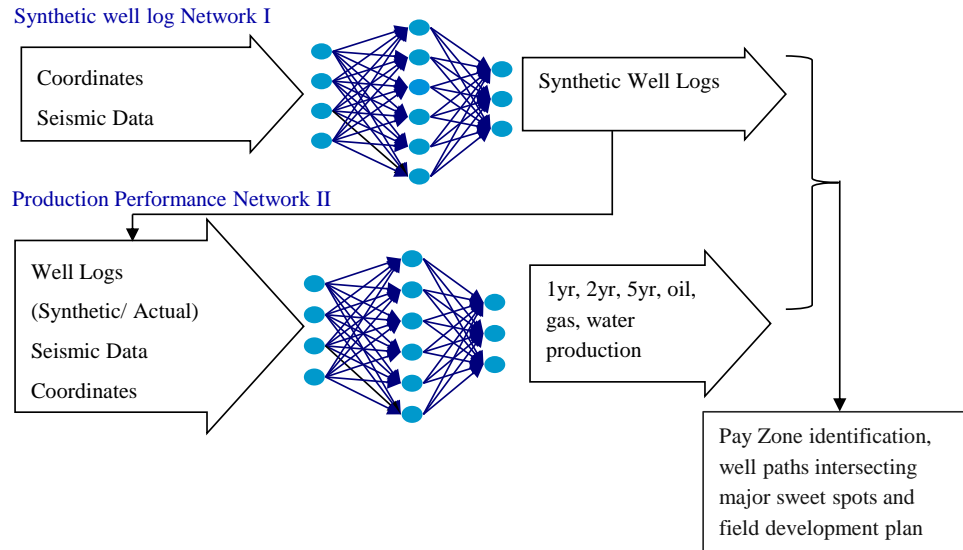 Synthetic well log Network I
Coordinates
Seismic Data
Synthetic Well Logs
Production Performance Network II
Well Logs
(Synthetic/ Actual)
Seismic Data
Coordinates
1yr, 2yr, 5yr, oil,
gas, water
production
Pay Zone identification,
well paths intersecting
major sweet spots and
field development plan